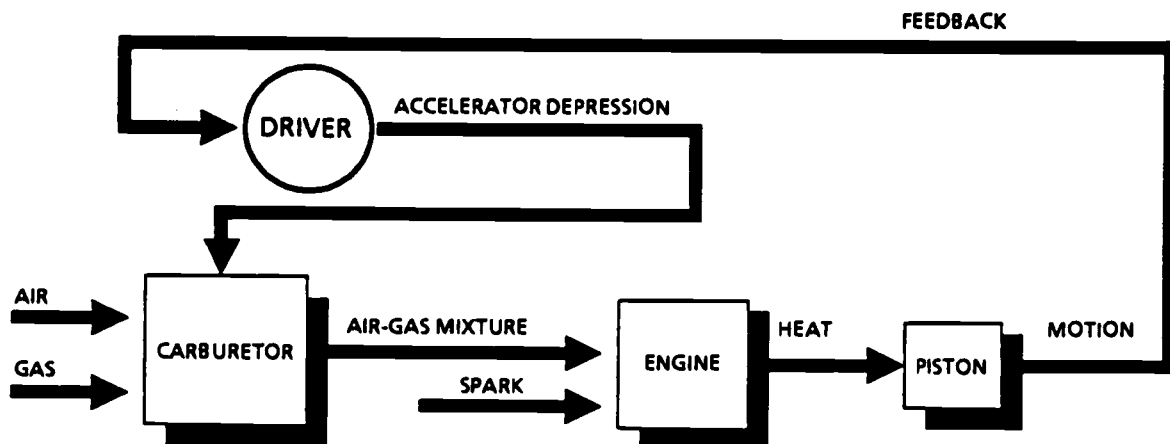 FEEDBACK
ACCELERATOR DEPRESSION
DRIVER
AIR
GAS
CARBURETOR
AIR-GAS MIXTURE
SPARK
ENGINE
HEAT
PISTON
MOTION